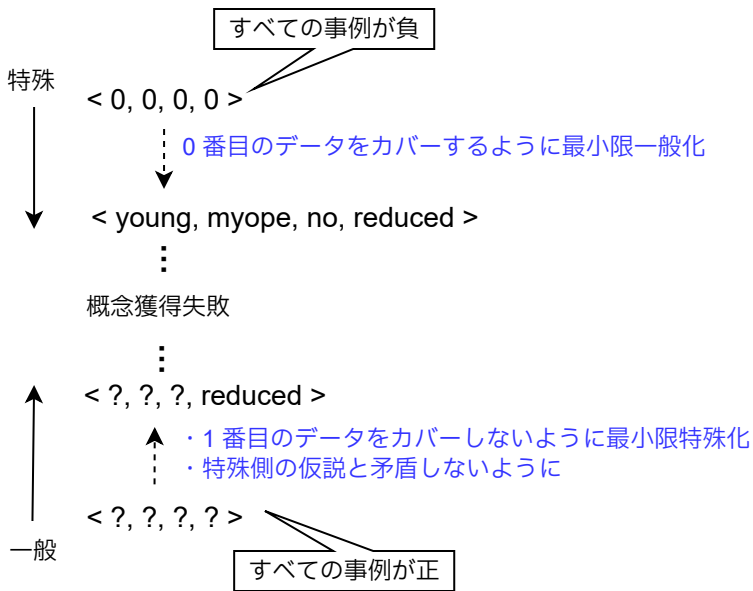 すべての事例が負
特殊
< 0, 0, 0, 0 >
0 番目のデータをカバーするように最小限一般化
< young, myope, no, reduced >
⋮
概念獲得失敗
⋮
< ?, ?, ?, reduced >
・1 番目のデータをカバーしないように最小限特殊化
・特殊側の仮説と矛盾しないように
< ?, ?, ?, ? >
一般
すべての事例が正